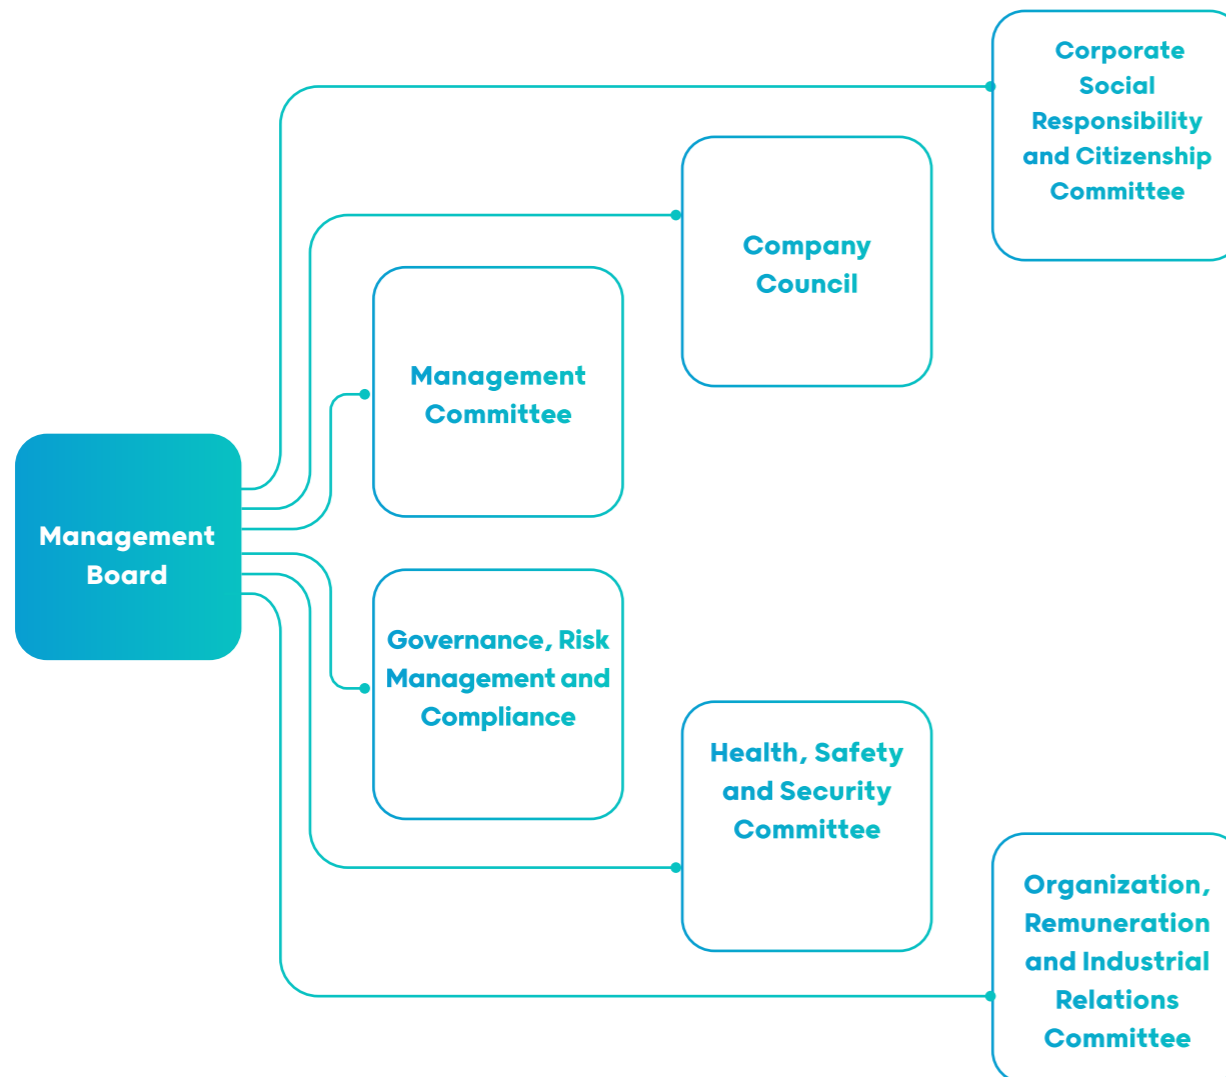 Corporate
Social
Responsibility
and Citizenship
Committee
Company
Council
Management
Committee
Management
Board
Governance, Risk
Management and
Compliance
Health, Safety
and Security
Committee
Organization,
Remuneration
and Industrial
Relations
Committee